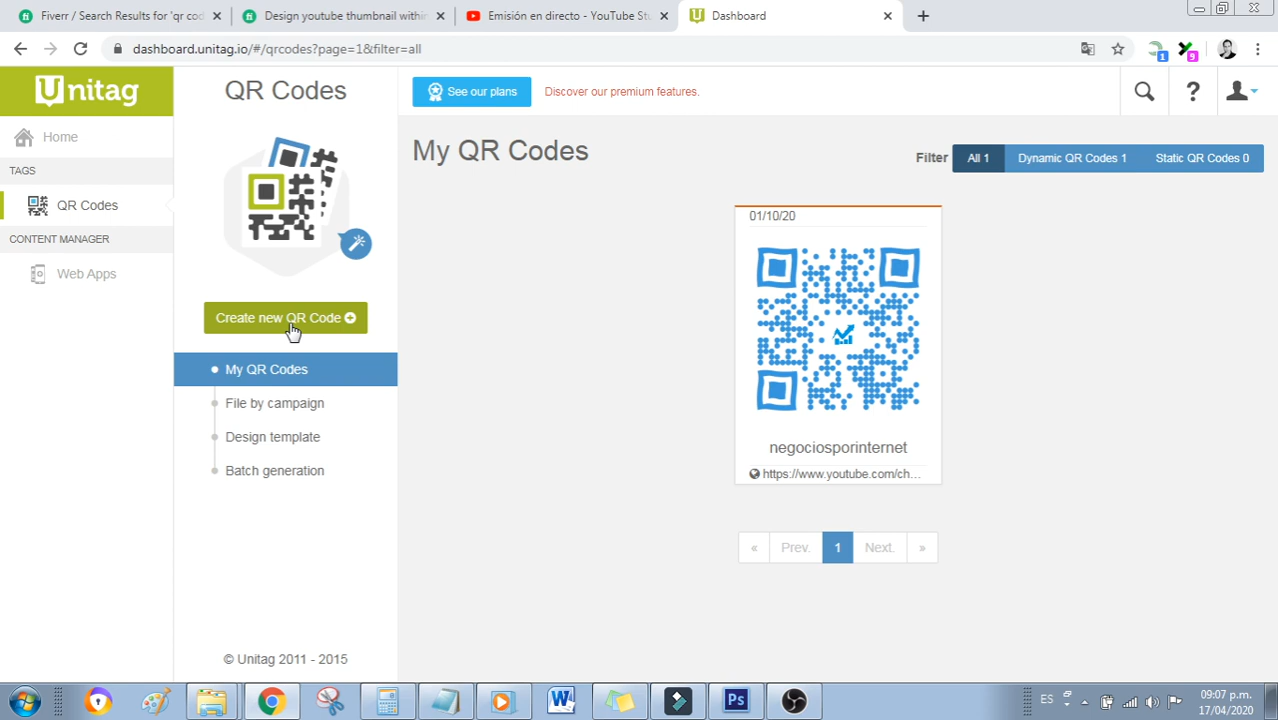 Fiverr / Search Results for 'qr cod
Design youtube thumbnail within
Emisión en directo - YouTube Stu
Dashboard
dashboard.unitag.io/#/qrcodes?page=1&filter=all
1
9
Unitag
QR Codes
See our plans
Discover our premium features.
Home
TAGS
QR Codes
CONTENT MANAGER
Web Apps
My QR Codes
Filter
All 1
Dynamic QR Codes 1
Static QR Codes 0
01/10/20
negociosporinternet
https://www.youtube.com/ch…
Create new QR Code
My QR Codes
File by campaign
Design template
Batch generation
« Prev. 1 Next. »
© Unitag 2011 - 2015
W
Ps
ES
09:07 p.m.
17/04/2020